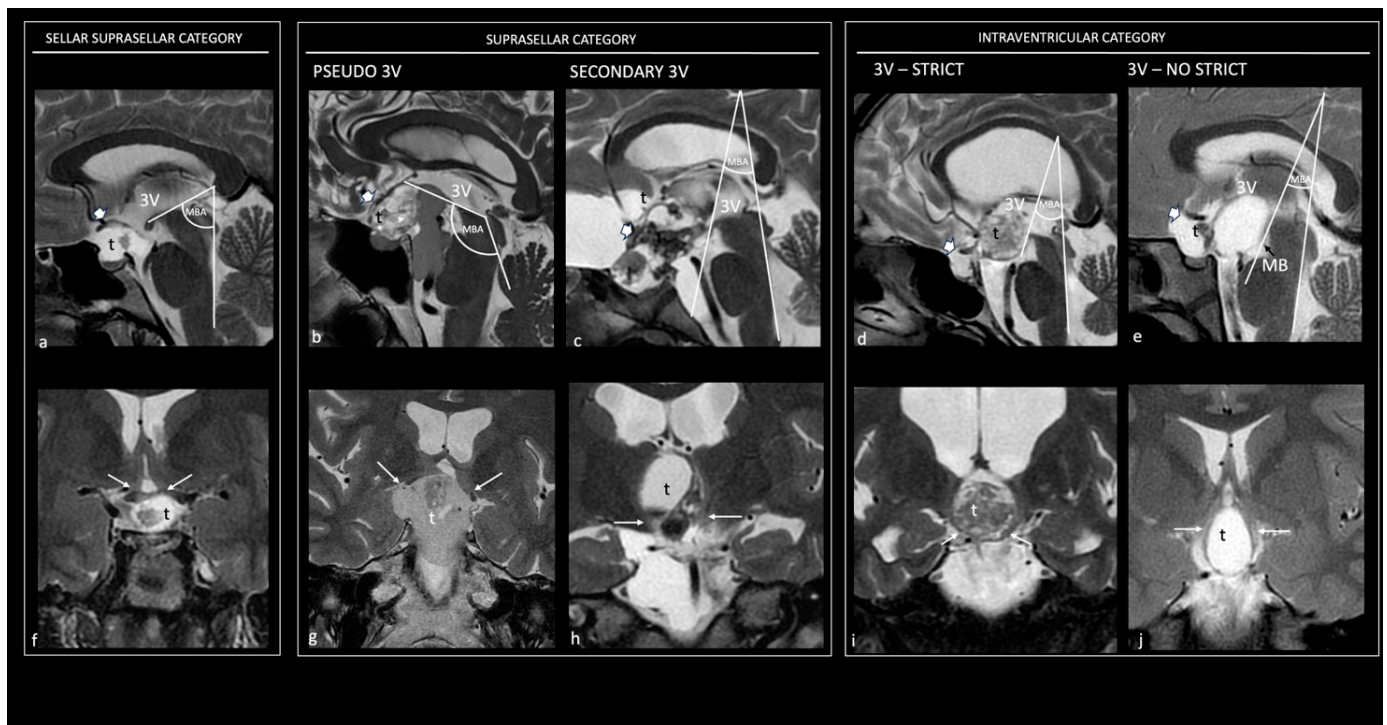 SELLAR SUPRASELLAR CATEGORY
SUPRASELLAR CATEGORY
INTRAVENTRICULAR CATEGORY
PSEUDO 3V
SECONDARY 3V
3V – STRICT
3V – NO STRICT
3V
MBA
t
a
3V
MBA
t
b
MBA
t
3V
c
3V
MBA
t
d
3V
MBA
t
MB
e
t
f
t
g
t
h
t
i
t
j